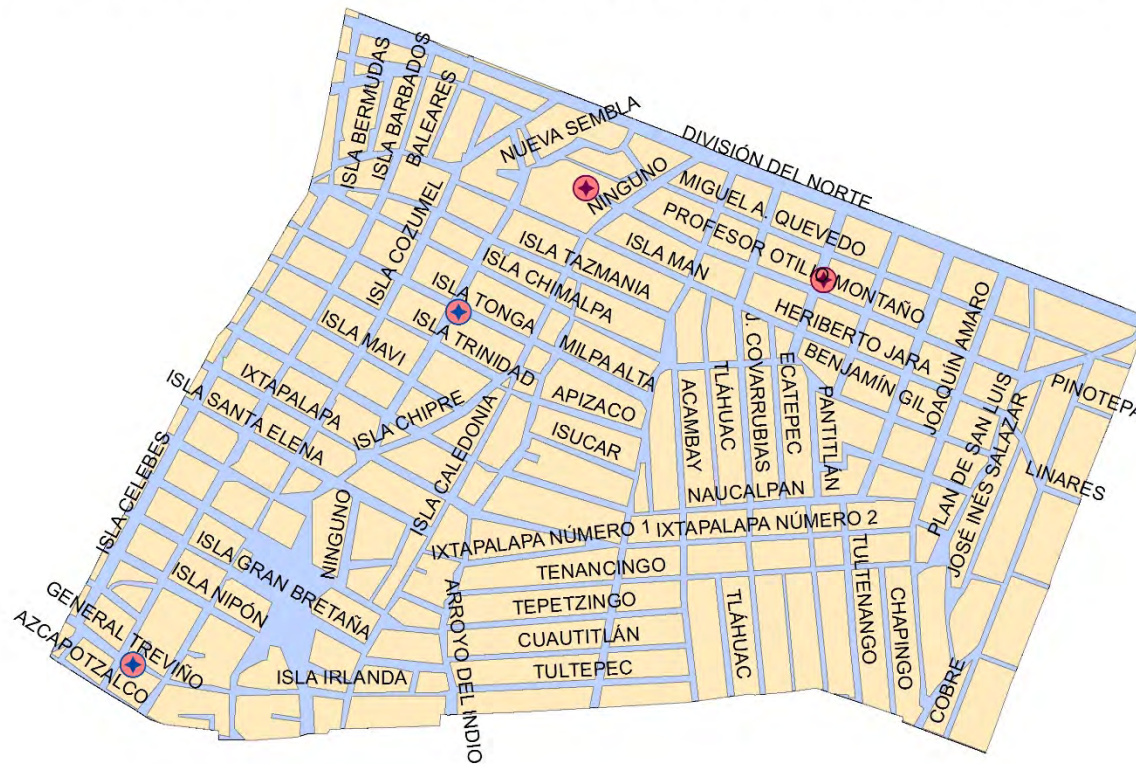 ISLA BERMUDAS
ISLA BARBADOS
BALEARES
NUEVA SEMBLA
DIVISIÓN DEL NORTE
NINGUNO
MIGUEL A. QUEVEDO
PROFESOR OTILIO MONTAÑO
ISLA COZUMEL
ISLA TAZMANIA
ISLA MAN
ISLA CHIMALPA
ISLA TONGA
ISLA TRINIDAD
ISLA MAVI
MILPA ALTA
HERIBERTO JARA
BENJAMÍN GIL
JOAQUÍN AMARO
PINOTEPA
ISLA SANTA ELENA
IXTAPALAPA
ISLA CHIPRE
APIZACO
ISUCAR
ACAMBAY
TLÁHUAC
J. COVARRUBIAS
ECATEPEC
PANTITLÁN
PLAN DE SAN LUIS
JOSÉ INÉS SALAZAR
LINARES
ISLA CELEBES
ISLA CALEDONIA
NINGUNO
NAUCALPAN
IXTAPALAPA NÚMERO 1
IXTAPALAPA NÚMERO 2
ISLA GRAN BRETAÑA
ISLA NIPÓN
TENANCINGO
TEPETZINGO
CUAUTITLÁN
TULTEPEC
TLÁHUAC
TULTENANGO
CHAPINGO
COBRE
GENERAL TREVIÑO
AZCAPOTZALCO
ISLA IRLANDA
ARROYO DEL INDIO